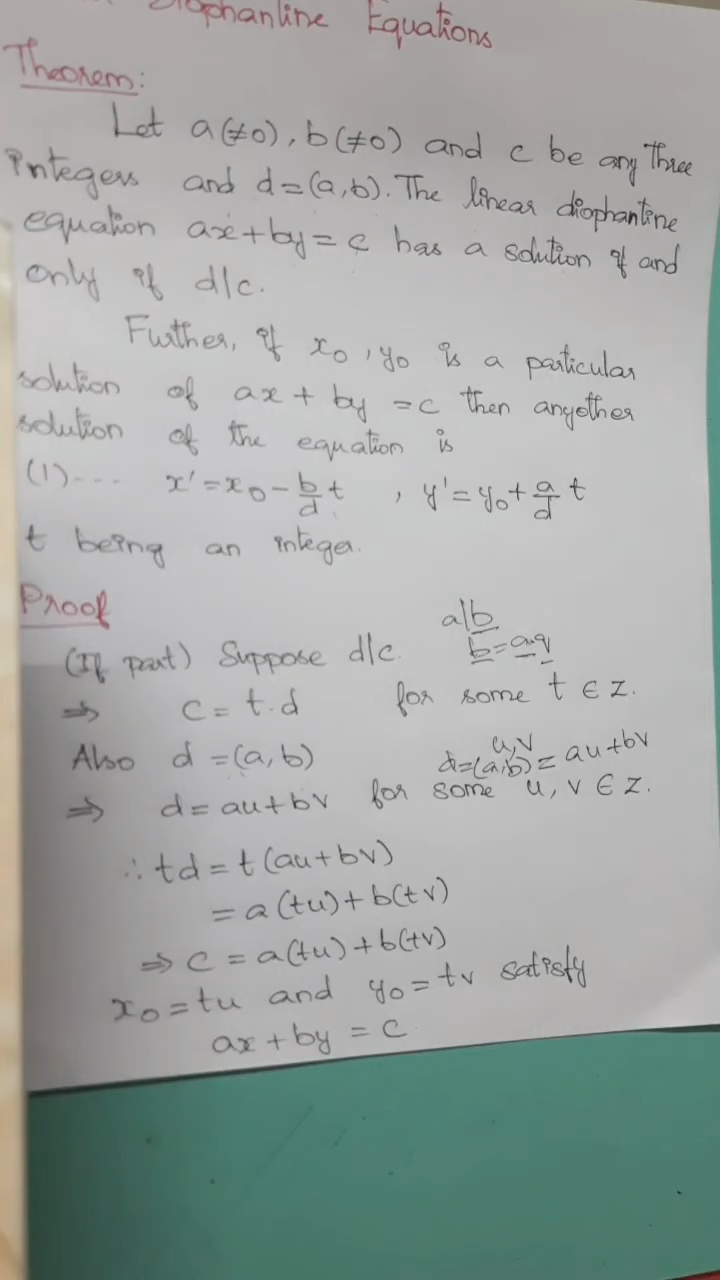 Diophantine Equations
Theorem:
Let a(≠0), b(≠0) and c be any three
integers and d=(a,b). The linear diophantine
equation ax+by=c has a solution if and
only if d/c.
Further, if x₀, y₀ is a particular
solution of ax + by =c then anyother
solution of the equation is
(1)---- x'=x₀-b/d t , y'=y₀+a/d t
t being an integer.
Proof
a/b
(If part) Suppose d/c. b=a.q
⇒ c=t.d for some t ∈ Z.
u,v
Also d =(a,b) d=(a,b)=au+bv
⇒ d=au+bv for some u, v ∈ Z.
∴ td = t(au+bv)
= a(tu)+b(tv)
⇒ c = a(tu)+b(tv)
x₀=tu and y₀=tv satisfy
ax+by = c